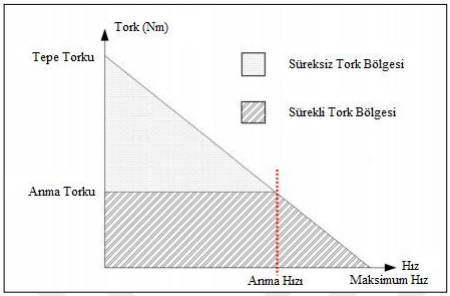 Tork (Nm)
Tepe Torku
Süreksiz Tork Bölgesi
Sürekli Tork Bölgesi
Anma Torku
Hız
Anma Hızı
Maksimum Hız